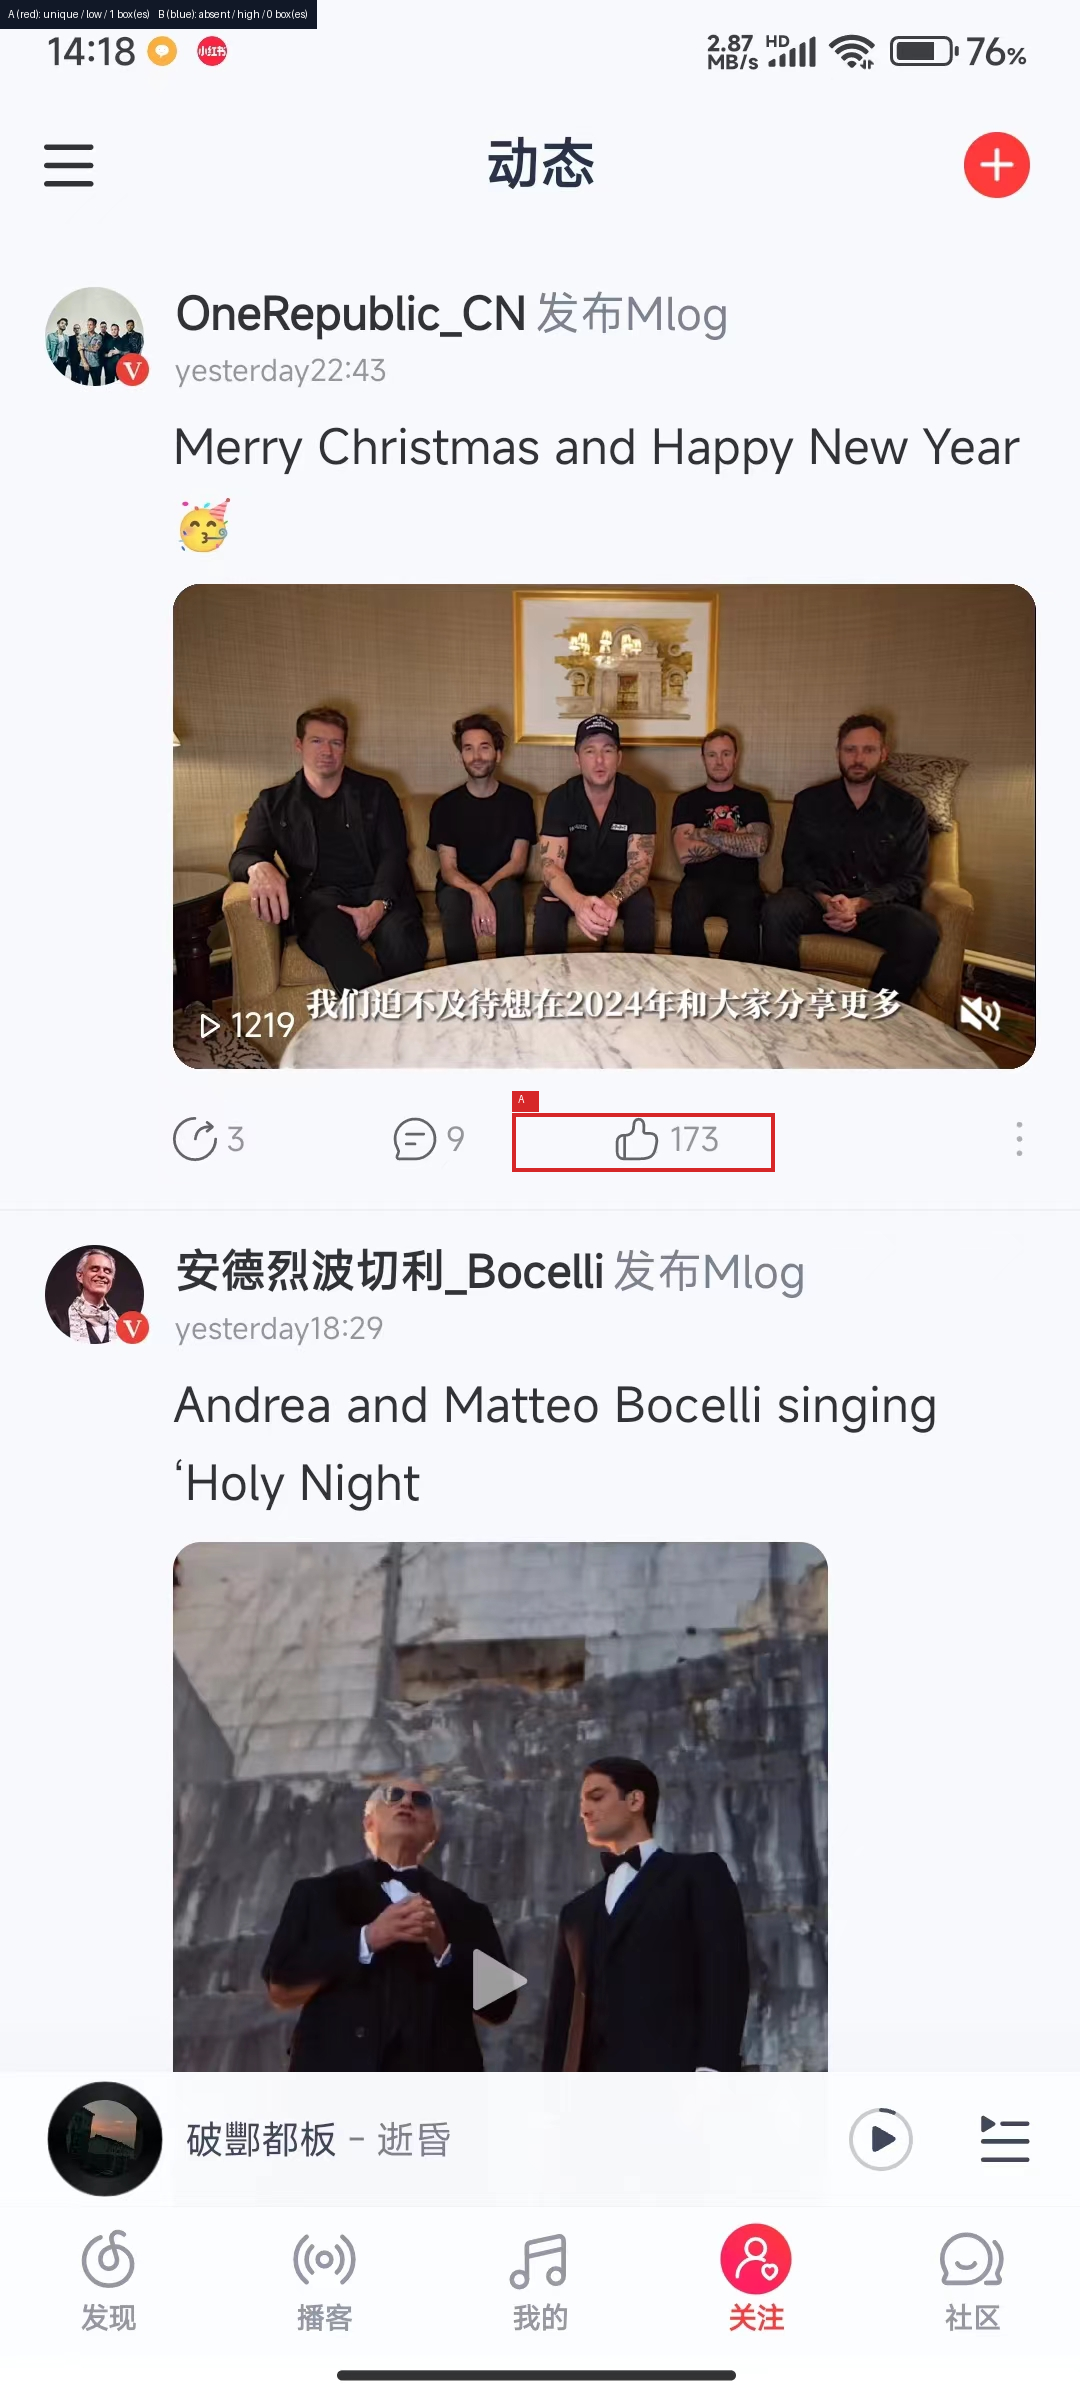 A (red): unique / low / 1 box(es) B (blue): absent / high / 0 box(es)
14:18 小红书 2.87 MB/s HD 76%
动态
OneRepublic_CN 发布Mlog
yesterday22:43
Merry Christmas and Happy New Year
我们迫不及待想在2024年和大家分享更多
1219
A
3 9 173
安德烈波切利_Bocelli 发布Mlog
yesterday18:29
Andrea and Matteo Bocelli singing
‘Holy Night
破酆都板 - 逝昏
发现 播客 我的 关注 社区